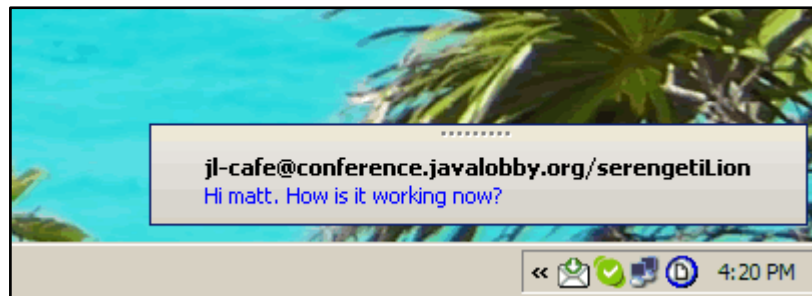 jl-cafe@conference.javalobby.org/serengetiLion
Hi matt. How is it working now?
« 4:20 PM